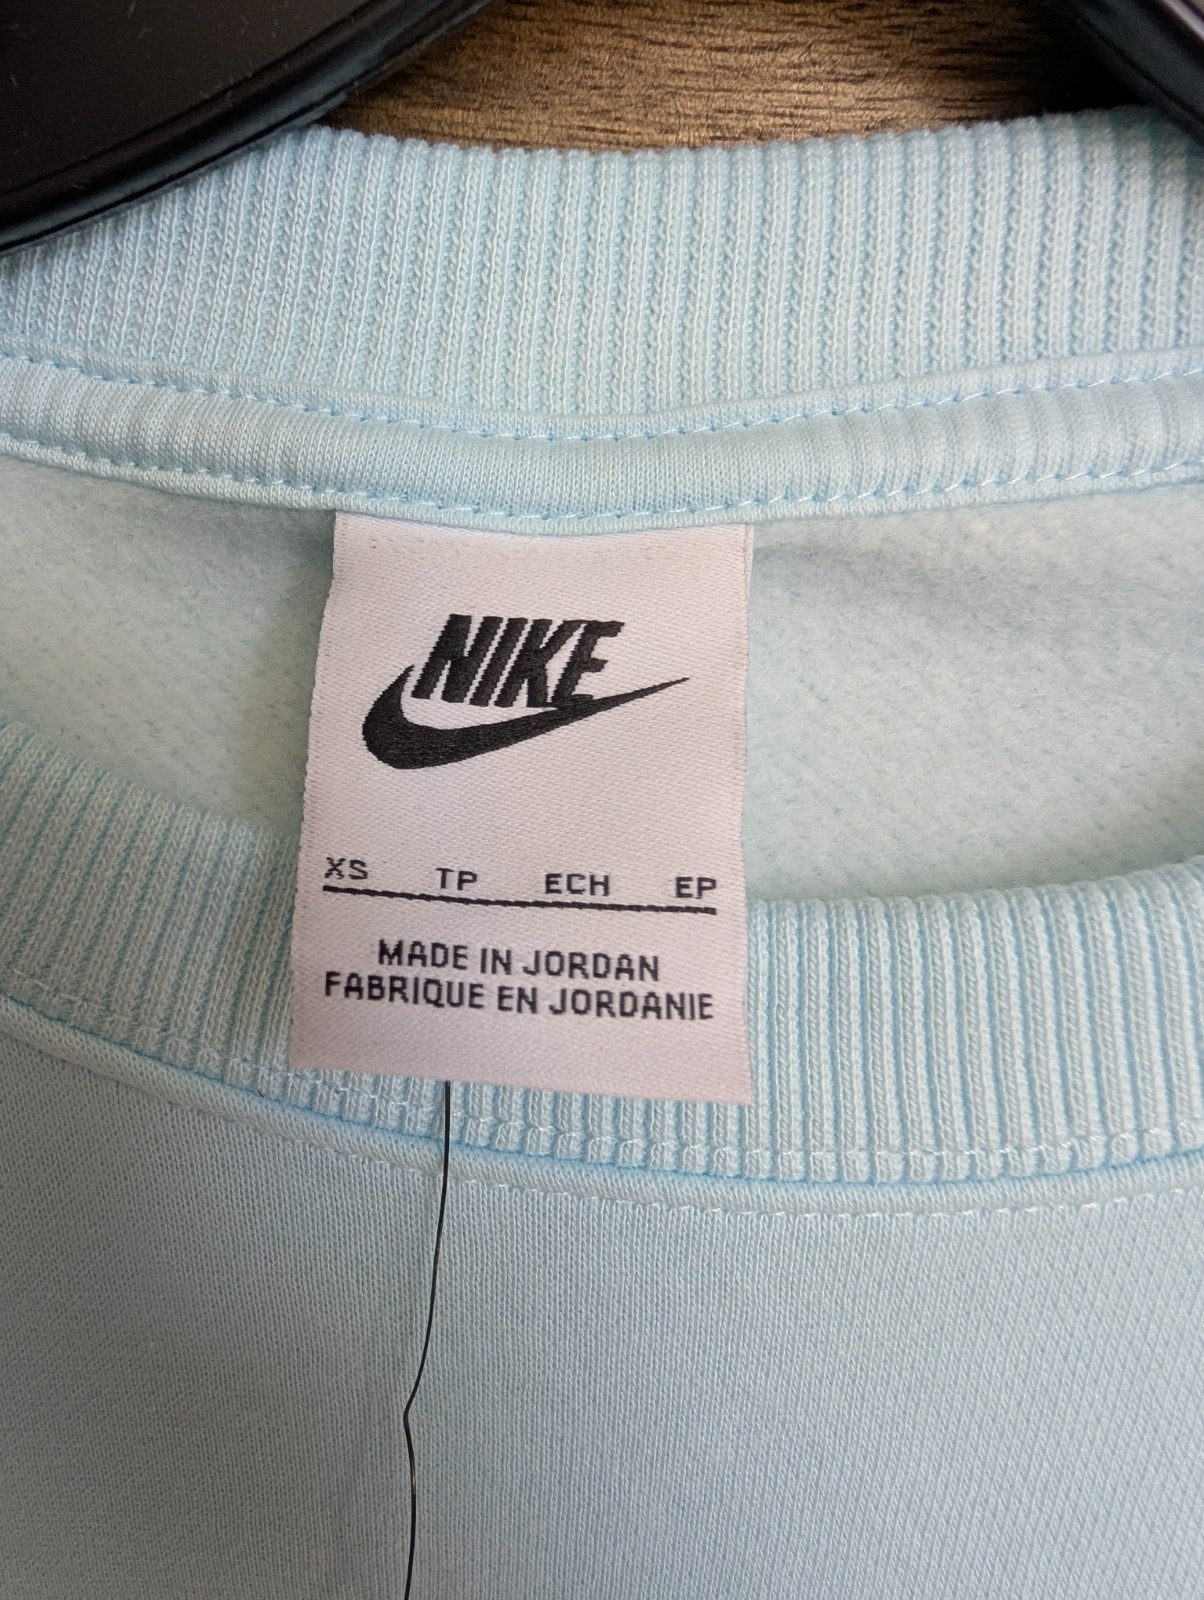 NIKE
XS TP ECH EP
MADE IN JORDAN
FABRIQUE EN JORDANIE